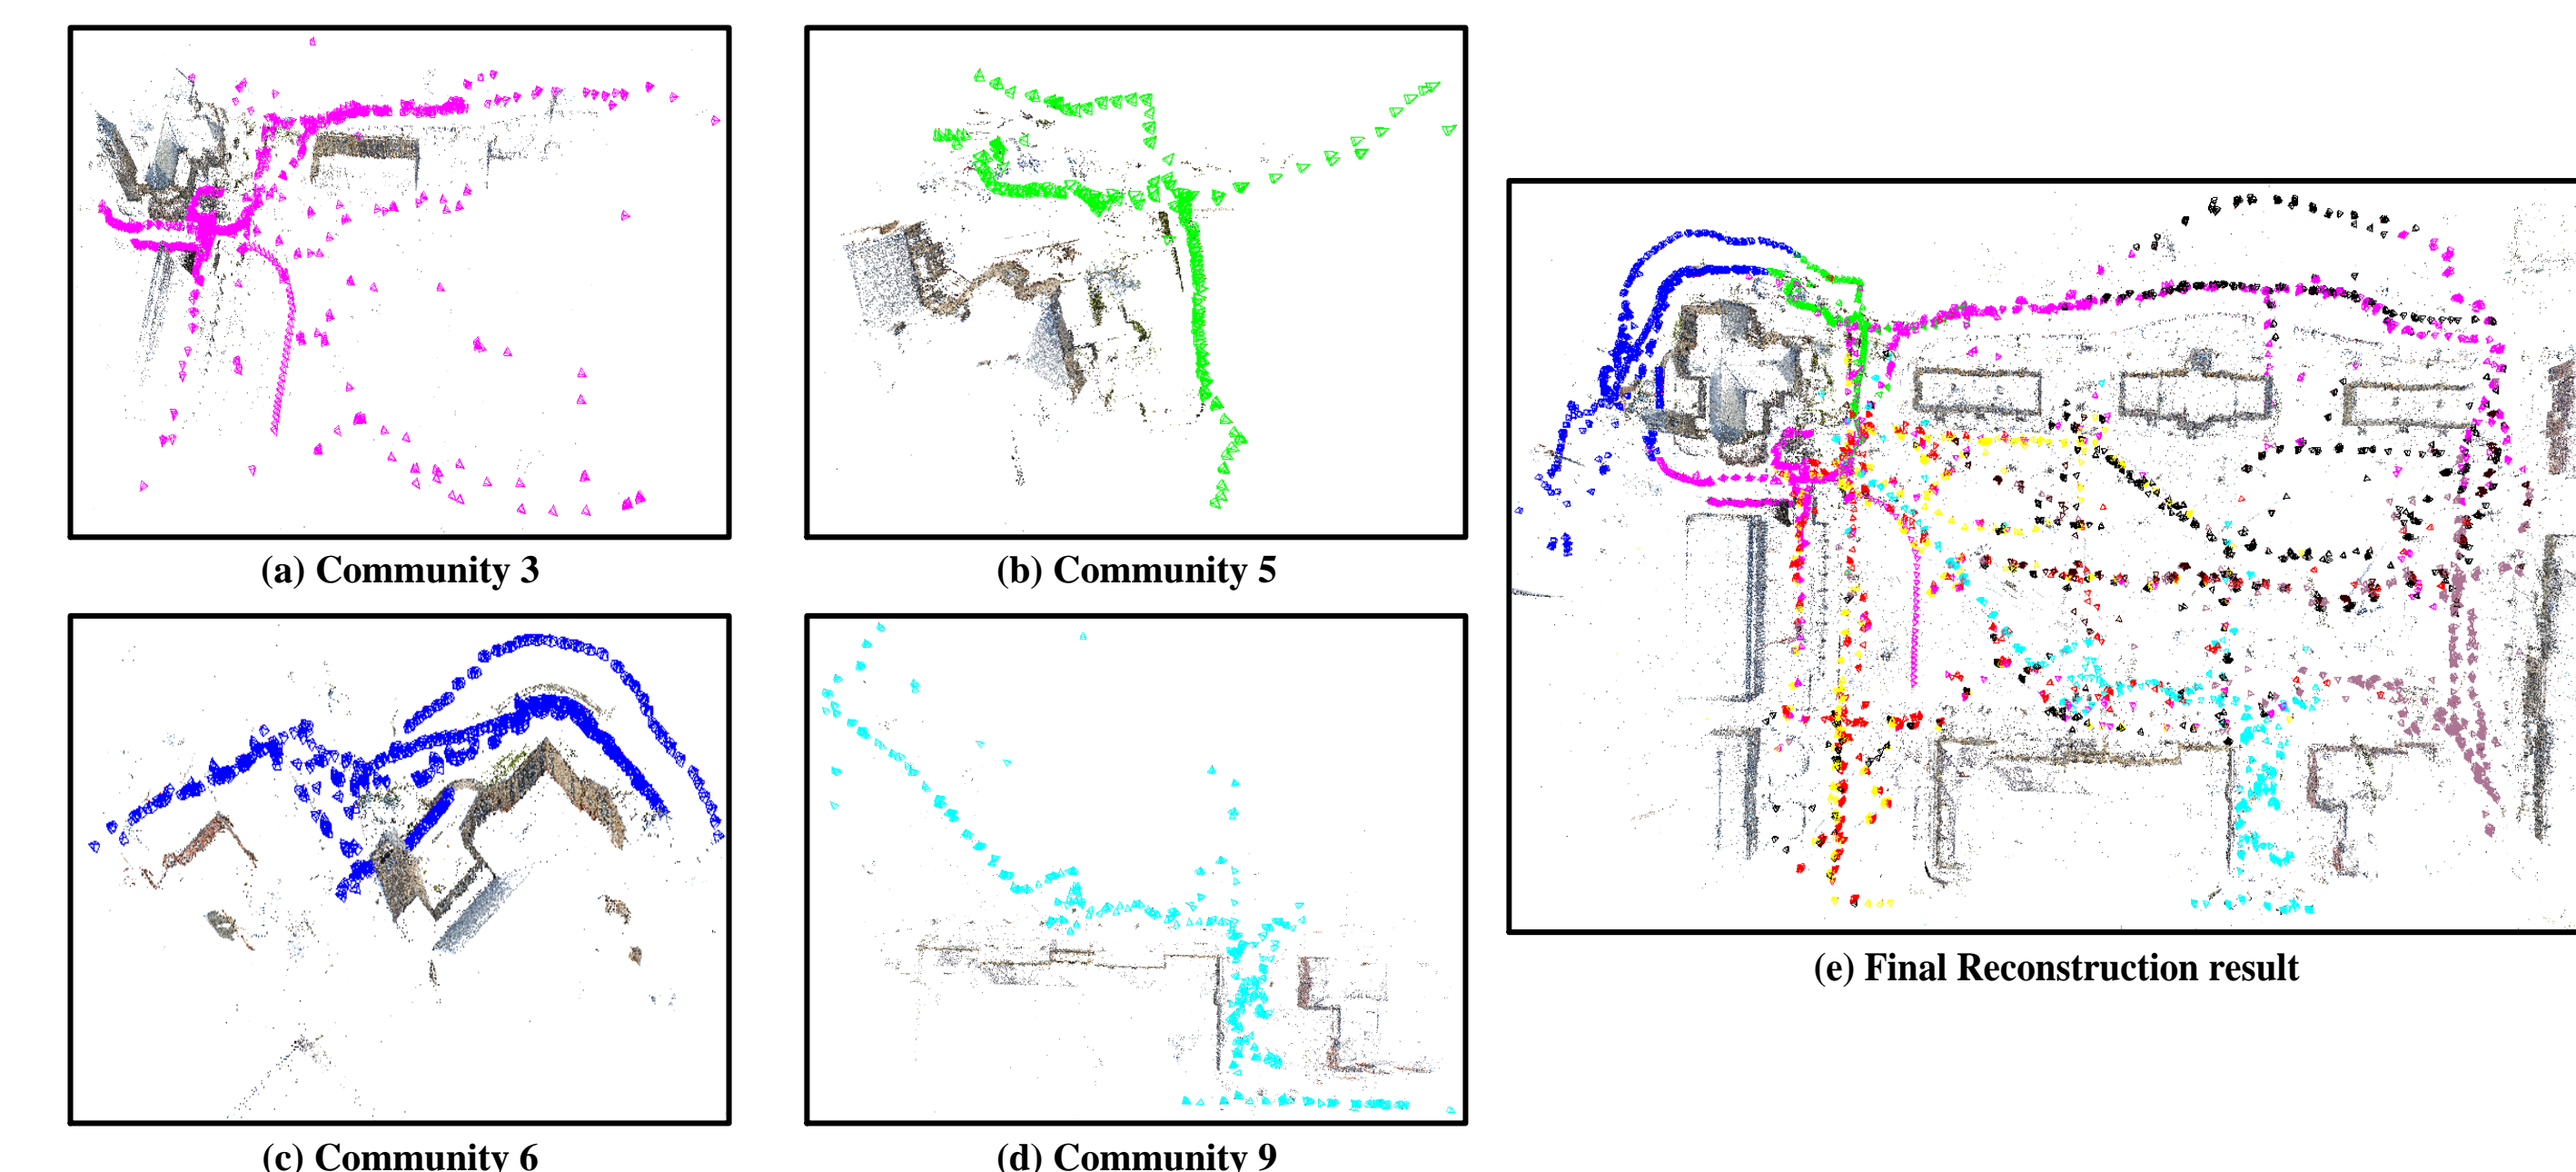 (a) Community 3
(b) Community 5
(c) Community 6
(d) Community 9
(e) Final Reconstruction result